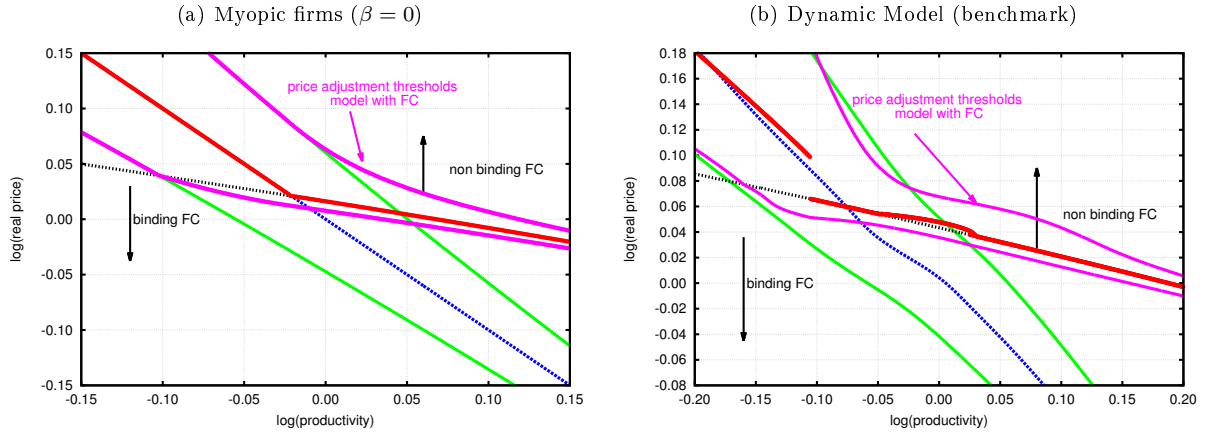 (a) Myopic firms (β = 0)
0.15
0.10
0.05
0.00
-0.05
-0.10
-0.15
log(real price)
price adjustment thresholds
model with FC
non binding FC
binding FC
-0.15 -0.10 -0.05 0.00 0.05 0.10 0.15
log(productivity)
(b) Dynamic Model (benchmark)
0.18
0.16
0.14
0.12
0.10
0.08
0.06
0.04
0.02
0.00
-0.02
-0.04
-0.06
-0.08
log(real price)
price adjustment thresholds
model with FC
non binding FC
binding FC
-0.20 -0.15 -0.10 -0.05 0.00 0.05 0.10 0.15 0.20
log(productivity)